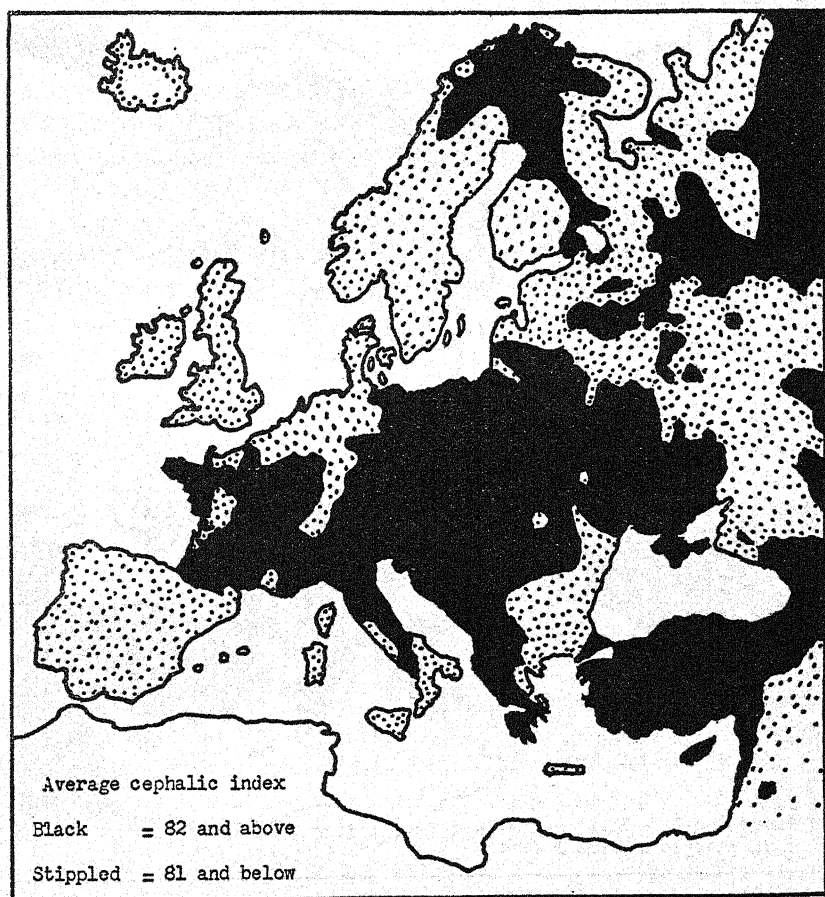 Average cephalic index
Black = 82 and above
Stippled = 81 and below